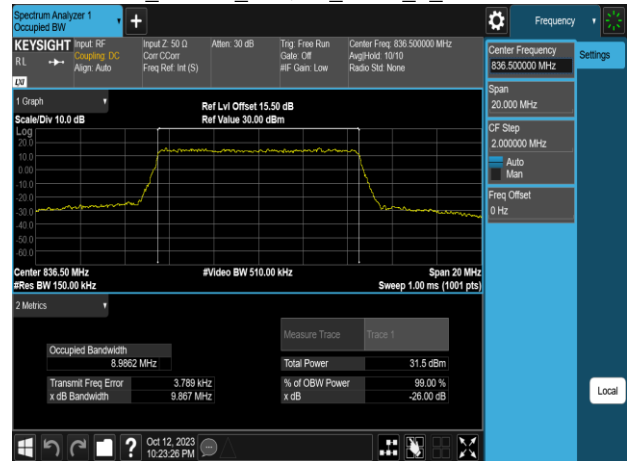 Spectrum Analyzer 1
Occupied BW
+
Frequency
KEYSIGHT
RL
LXI
Input: RF
Coupling: DC
Align: Auto
Input Z: 50 Ω
Corr CCorr
Freq Ref: Int (S)
Atten: 30 dB
Trig: Free Run
Gate: Off
#IF Gain: Low
Center Freq: 836.500000 MHz
Avg|Hold: 10/10
Radio Std: None
Center Frequency
836.500000 MHz
Settings
Span
20.000 MHz
CF Step
2.000000 MHz
Auto
Man
Freq Offset
0 Hz
1 Graph
Scale/Div 10.0 dB
Ref Lvl Offset 15.50 dB
Ref Value 30.00 dBm
Log
20.0
10.0
0.00
-10.0
-20.0
-30.0
-40.0
-50.0
-60.0
Center 836.50 MHz
#Res BW 150.00 kHz
#Video BW 510.00 kHz
Span 20 MHz
Sweep 1.00 ms (1001 pts)
2 Metrics
Measure Trace
Trace 1
Occupied Bandwidth
8.9862 MHz
Total Power
31.5 dBm
Transmit Freq Error
3.789 kHz
% of OBW Power
99.00 %
x dB Bandwidth
9.867 MHz
x dB
-26.00 dB
Local
?
Oct 12, 2023
10:23:26 PM